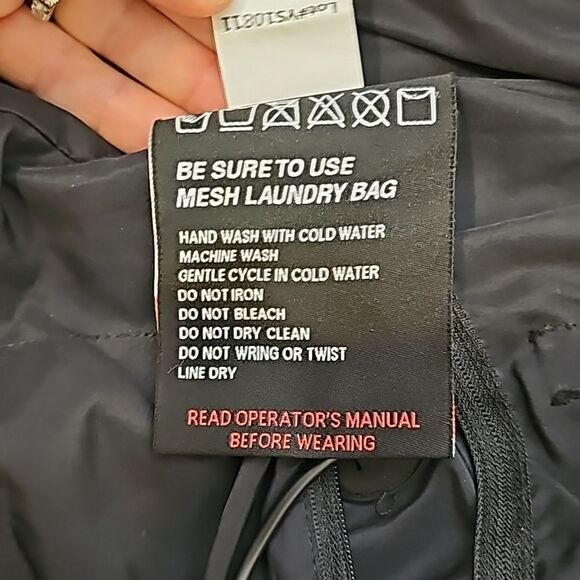 Lot#YS10811
BE SURE TO USE
MESH LAUNDRY BAG
HAND WASH WITH COLD WATER
MACHINE WASH
GENTLE CYCLE IN COLD WATER
DO NOT IRON
DO NOT BLEACH
DO NOT DRY CLEAN
DO NOT WRING OR TWIST
LINE DRY
READ OPERATOR'S MANUAL
BEFORE WEARING